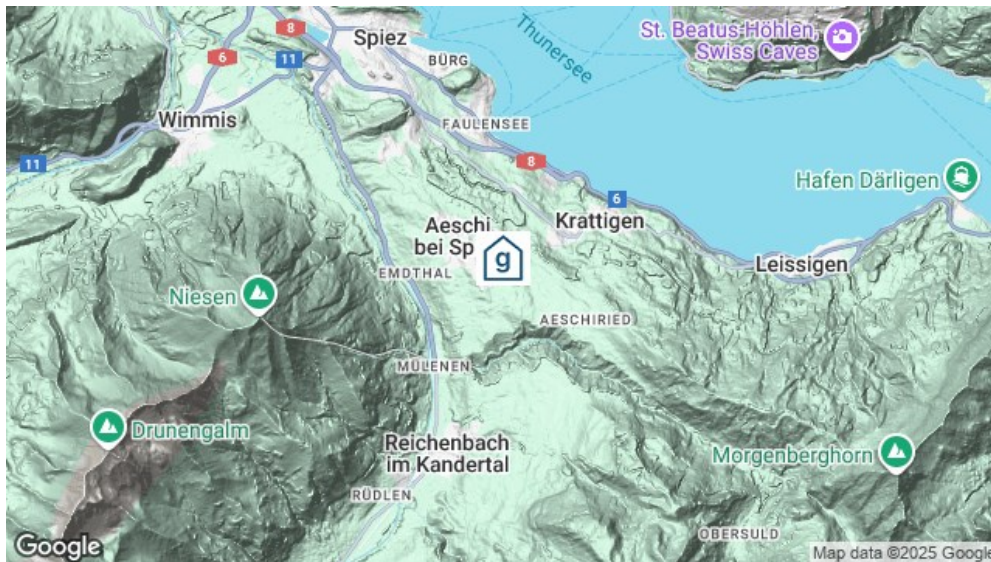 8
Spiez
St. Beatus-Höhlen,
Swiss Caves
6
11
BÜRG
Thunersee
Wimmis
FAULENSEE
11
8
6
Hafen Därligen
Aeschi
bei Sp
g
Krattigen
Leissigen
EMDTHAL
Niesen
AESCHIRIED
MÜLENEN
Drunengalm
Reichenbach
im Kandertal
Morgenberghorn
RÜDLEN
OBERSULD
Google
Map data ©2025 Google